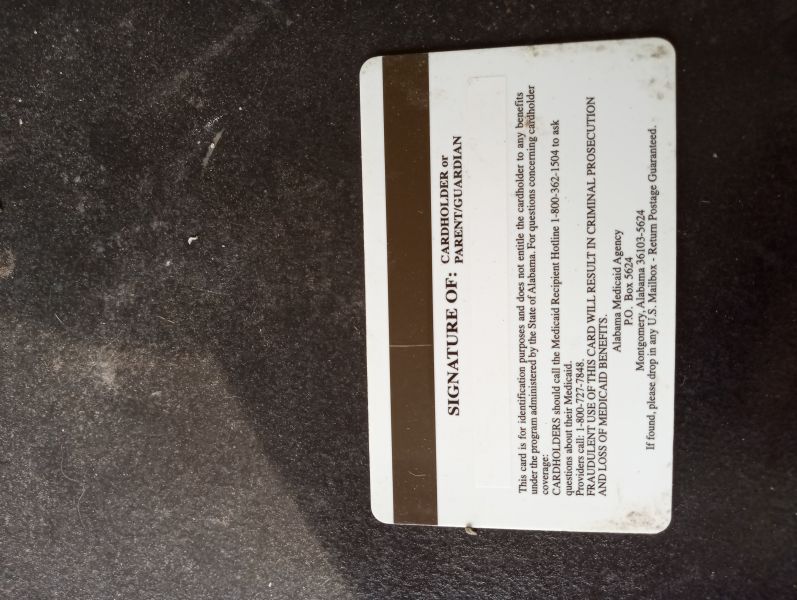 SIGNATURE OF: CARDHOLDER or
PARENT/GUARDIAN
This card is for identification purposes and does not entitle the cardholder to any benefits
under the program administered by the State of Alabama. For questions concerning cardholder
coverage:
CARDHOLDERS should call the Medicaid Recipient Hotline 1-800-362-1504 to ask
questions about their Medicaid.
Providers call: 1-800-727-7848.
FRAUDULENT USE OF THIS CARD WILL RESULT IN CRIMINAL PROSECUTION
AND LOSS OF MEDICAID BENEFITS.
Alabama Medicaid Agency
P.O. Box 5624
Montgomery, Alabama 36103-5624
If found, please drop in any U.S. Mailbox - Return Postage Guaranteed.